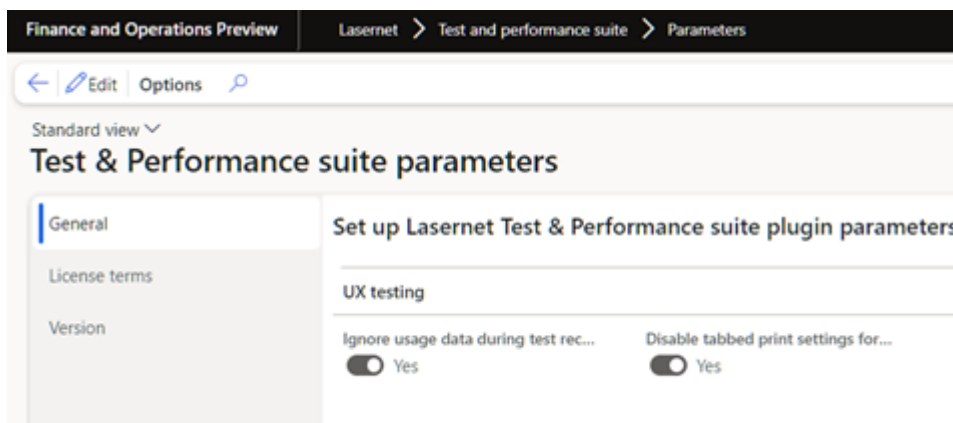 Finance and Operations Preview
Lasernet > Test and performance suite > Parameters
Edit Options
Standard view
Test & Performance suite parameters
General
License terms
Version
Set up Lasernet Test & Performance suite plugin parameters
UX testing
Ignore usage data during test rec...
Yes
Disable tabbed print settings for...
Yes